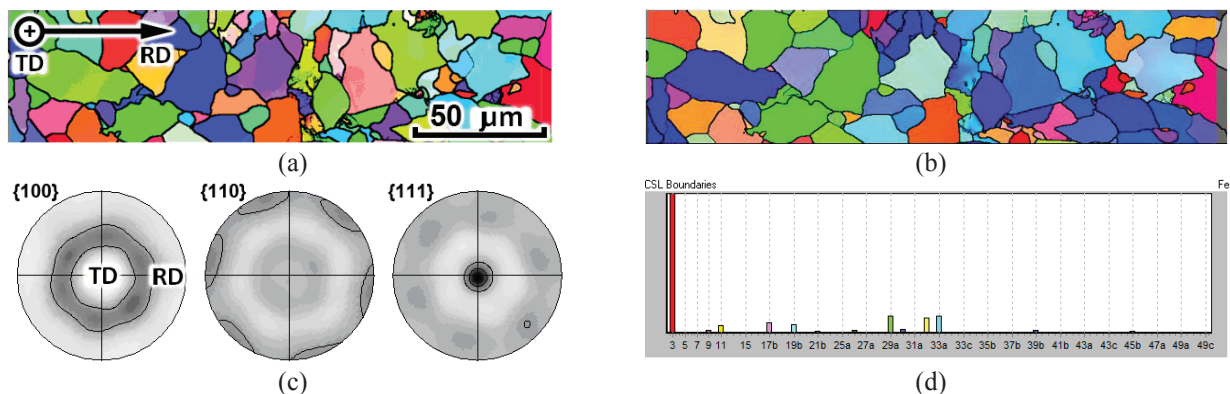 TD
RD
50 µm
(a)
(b)
{100}
{110}
{111}
TD
RD
(c)
CSL Boundaries
Fe
3 5 7 9 11 15 17b 19b 21b 25a 27a 29a 31a 33a 33c 35b 37b 39b 41b 43a 43c 45b 47a 49a 49c
(d)